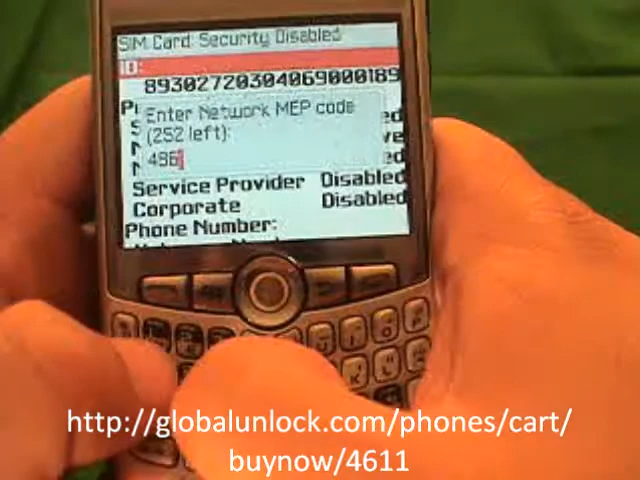 SIM Card: Security Disabled
ID:
89302720304069000189
Enter Network MEP code
(252 left):
496
Service Provider Disabled
Corporate Disabled
Phone Number:
http://globalunlock.com/phones/cart/
buynow/4611